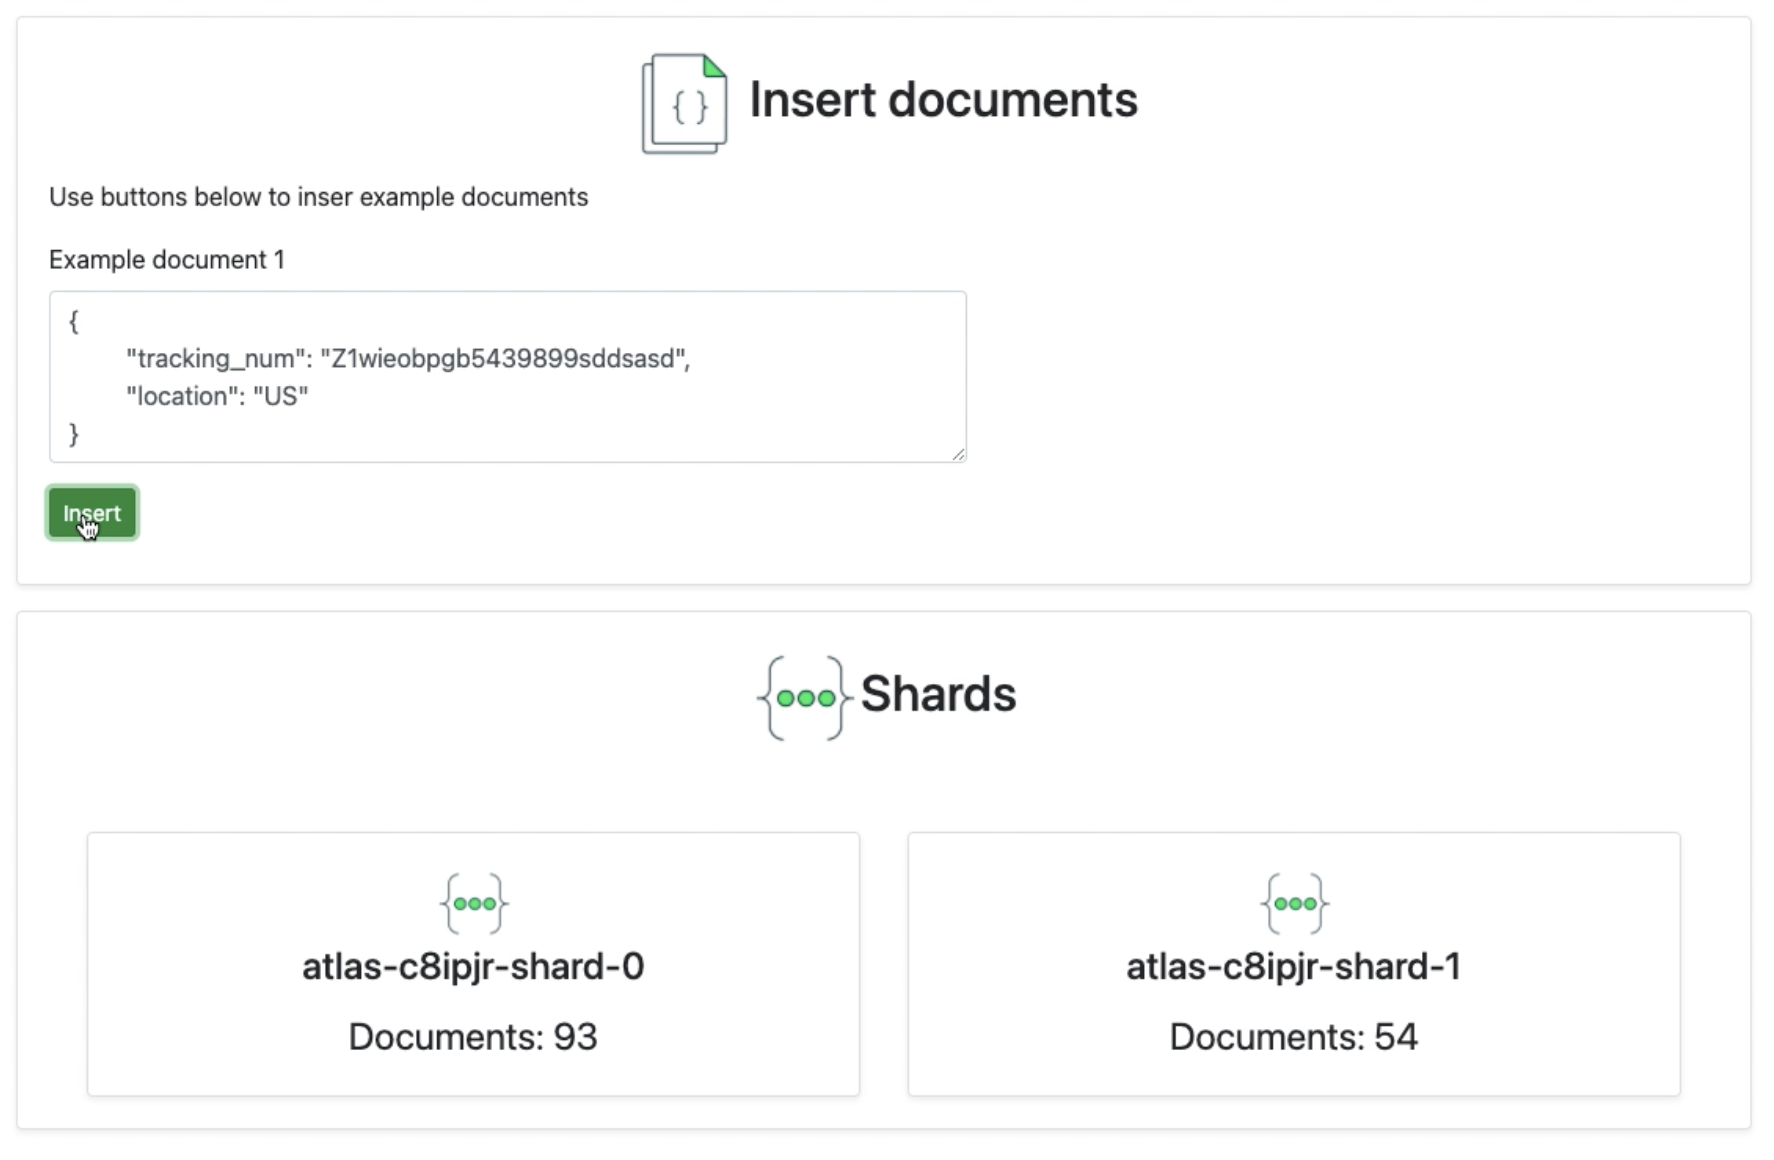 { } Insert documents
Use buttons below to inser example documents
Example document 1
{
"tracking_num": "Z1wieobpgb5439899sddsasd",
"location": "US"
}
Insert
Shards
atlas-c8ipjr-shard-0
Documents: 93
atlas-c8ipjr-shard-1
Documents: 54